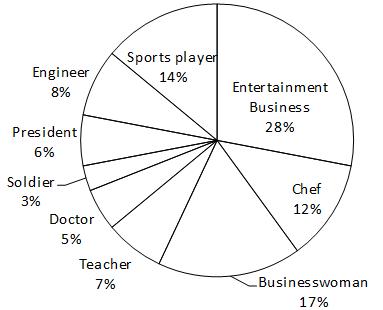 Sports player
14%
Entertainment
Business
28%
Chef
12%
Businesswoman
17%
Teacher
7%
Doctor
5%
Soldier
3%
President
6%
Engineer
8%